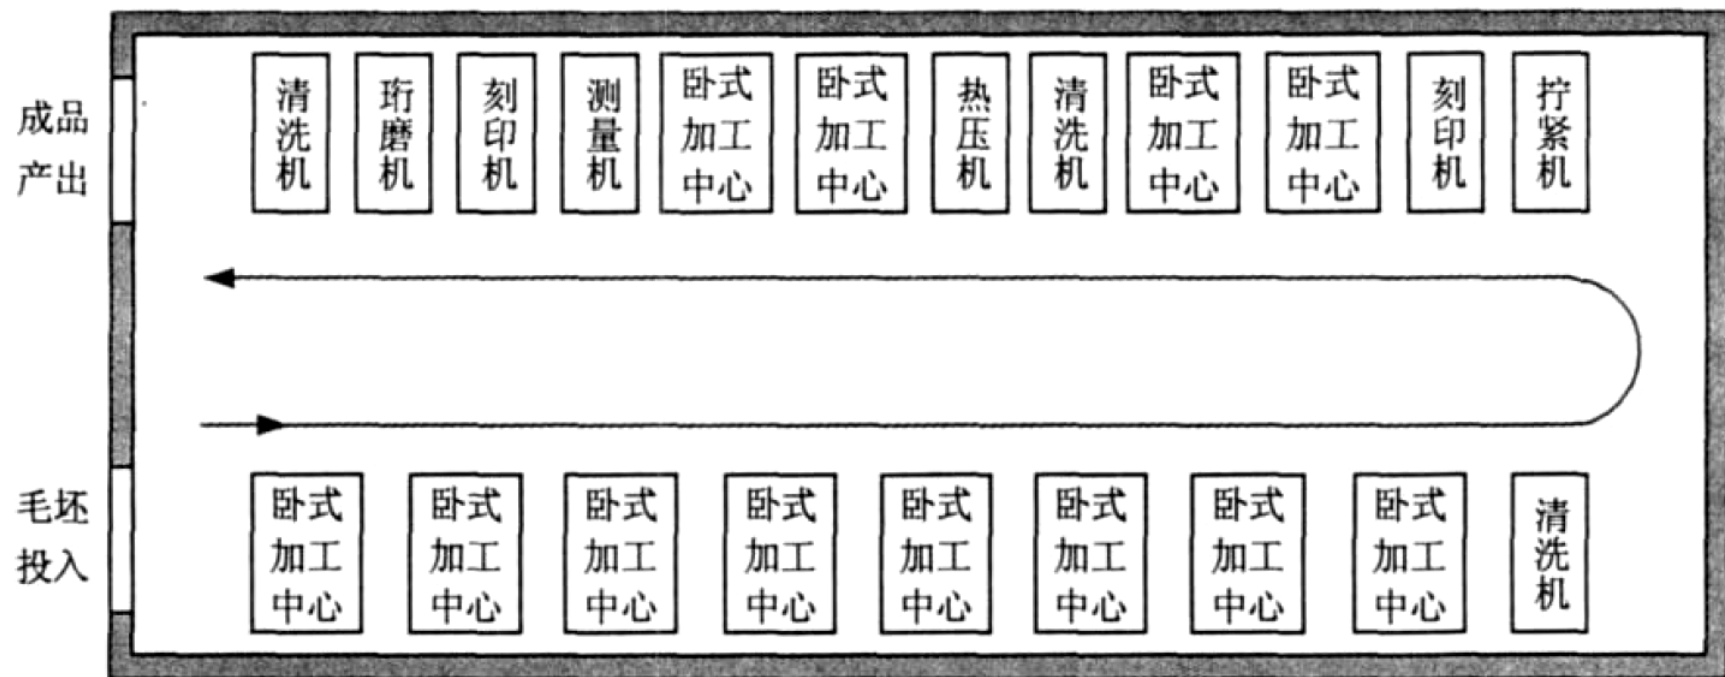 成品
产出
清洗机
珩磨机
刻印机
测量机
卧式
加工
中心
卧式
加工
中心
热压机
清洗机
卧式
加工
中心
卧式
加工
中心
刻印机
拧紧机
毛坯
投入
卧式
加工
中心
卧式
加工
中心
卧式
加工
中心
卧式
加工
中心
卧式
加工
中心
卧式
加工
中心
卧式
加工
中心
卧式
加工
中心
清洗机